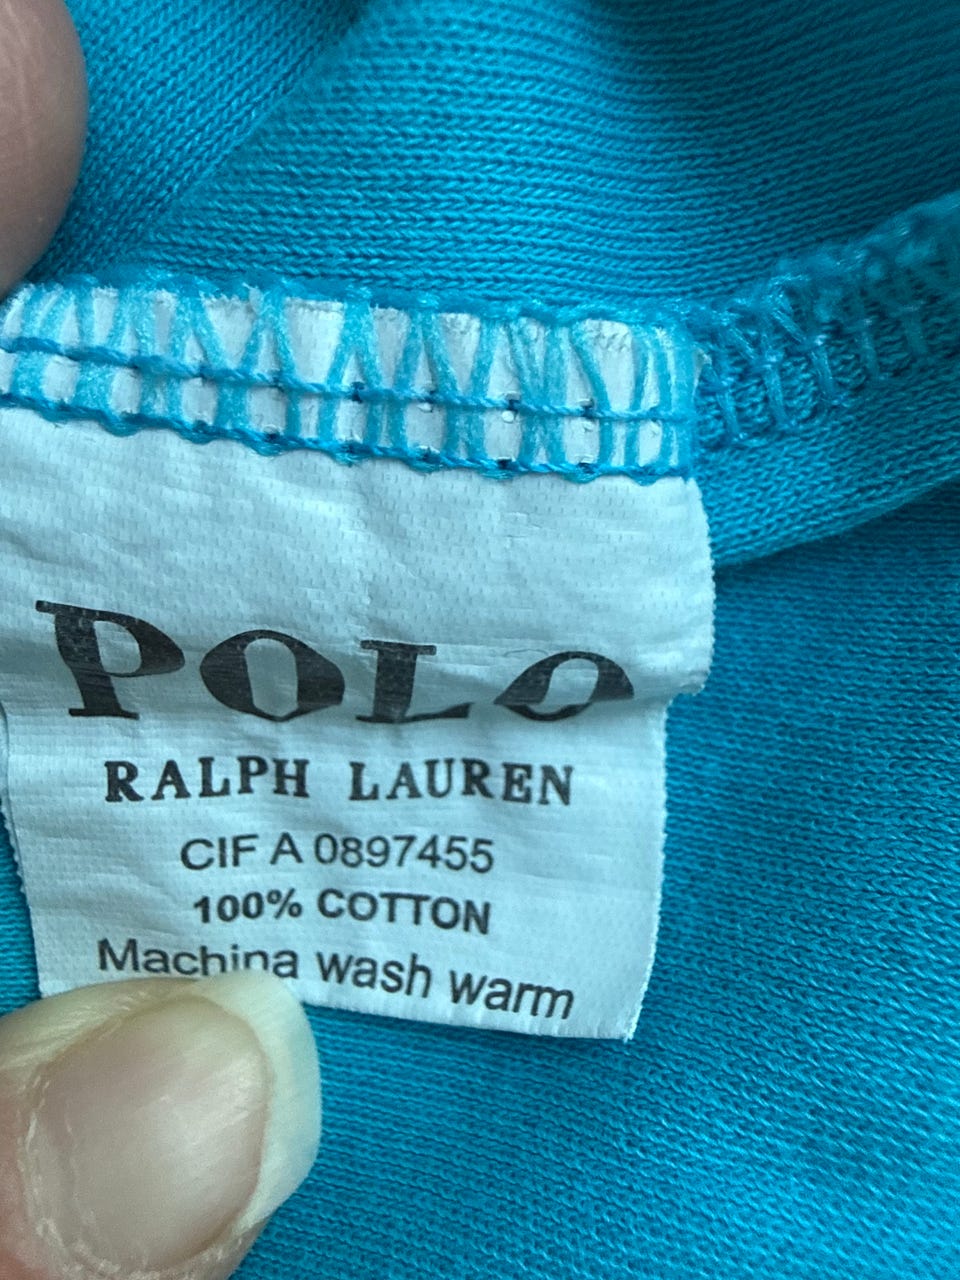 POLO
RALPH LAUREN
CIF A 0897455
100% COTTON
Machina wash warm